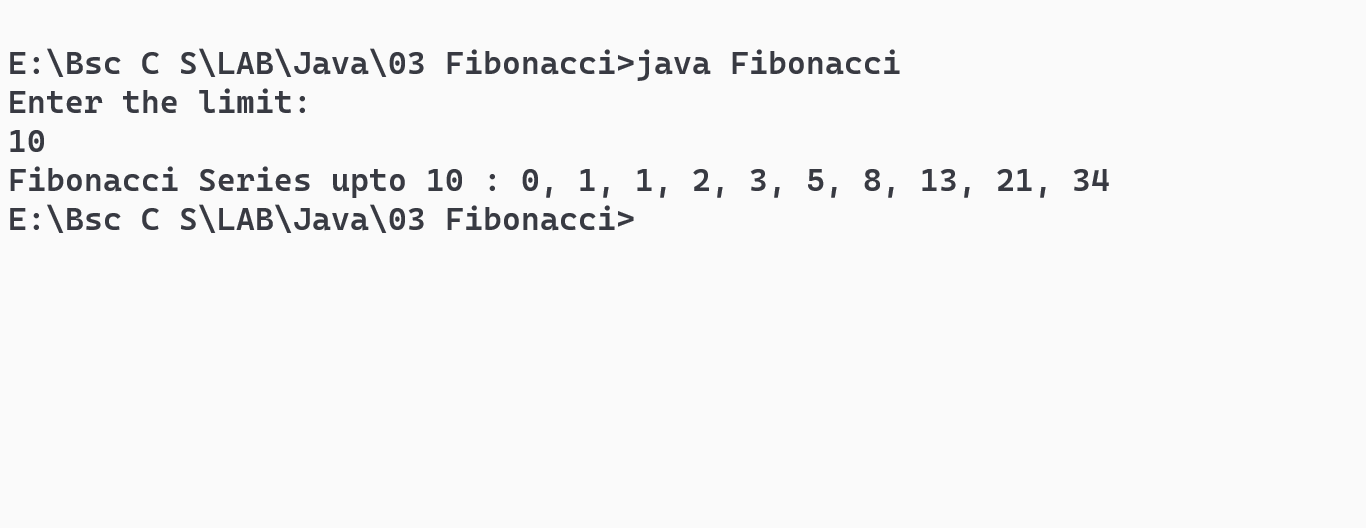 E:\Bsc C S\LAB\Java\03 Fibonacci>java Fibonacci
Enter the limit:
10
Fibonacci Series upto 10 : 0, 1, 1, 2, 3, 5, 8, 13, 21, 34
E:\Bsc C S\LAB\Java\03 Fibonacci>